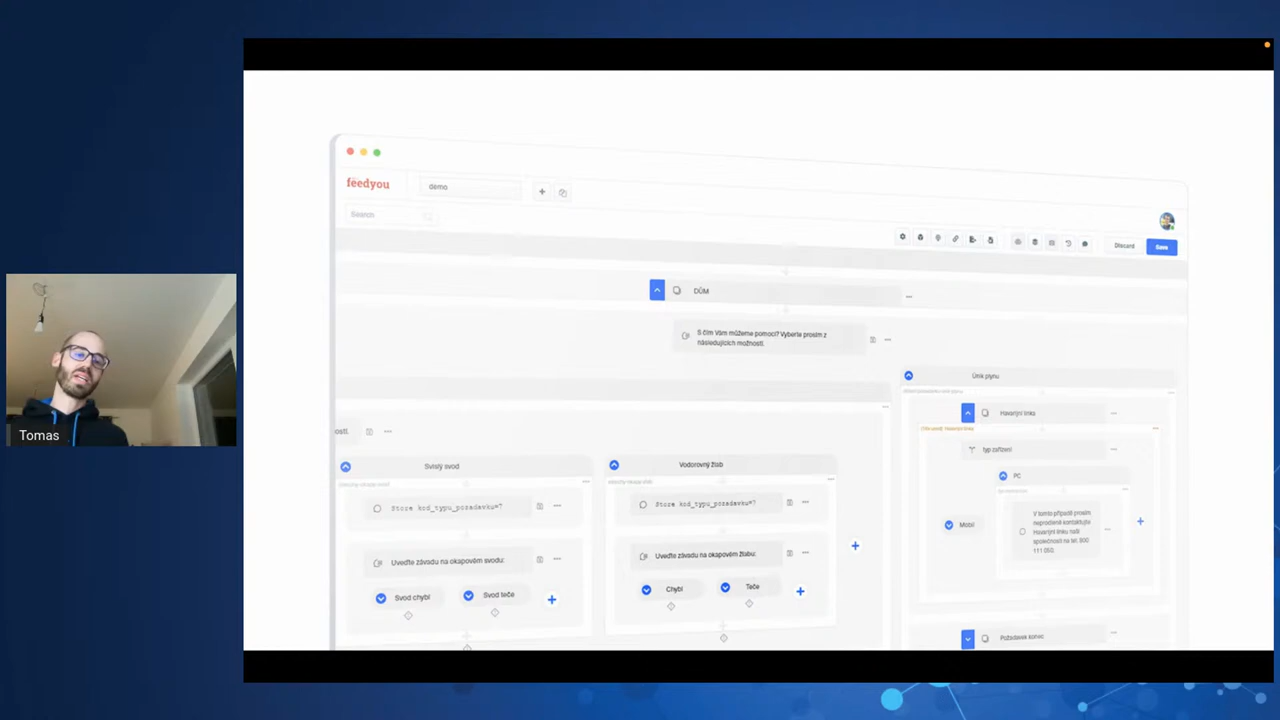 feedyou
demo
Search
Discard
Save
DŮM
S čím Vám můžeme pomoci? Vyberte prosím z
následujících možností.
Únik plynu
Havarijní linka
typ zařízení
PC
Mobil
V tomto případě prosím
neprodleně kontaktujte
Havarijní linku naší
společnosti na tel. 800
111 050.
Požadavek konec
Svislý svod
Store kod_typu_pozadavku=7
Uveďte závadu na okapovém svodu:
Svod chybí
Svod teče
Vodorovný žlab
Store kod_typu_pozadavku=7
Uveďte závadu na okapovém žlabu:
Chybí
Teče
Tomas